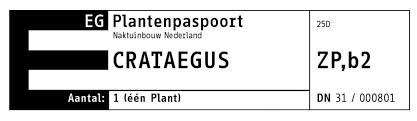 EG Plantenpaspoort
Naktuinbouw Nederland
25D
CRATAEGUS
ZP,b2
Aantal: 1 (één Plant)
DN 31 / 000801